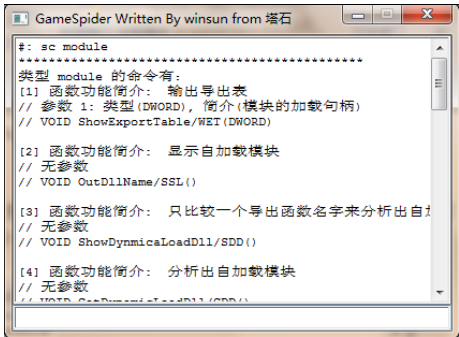 GameSpider Written By winsun from 塔石
#: sc module
************************************************
类型 module 的命令有:
[1] 函数功能简介: 输出导出表
// 参数 1: 类型(DWORD), 简介(模块的加载句柄)
// VOID ShowExportTable/WET(DWORD)
[2] 函数功能简介: 显示自加载模块
// 无参数
// VOID OutDllName/SSL()
[3] 函数功能简介: 只比较一个导出函数名字来分析出自
// 无参数
// VOID ShowDynmicaLoadDll/SDD()
[4] 函数功能简介: 分析出自加载模块
// 无参数